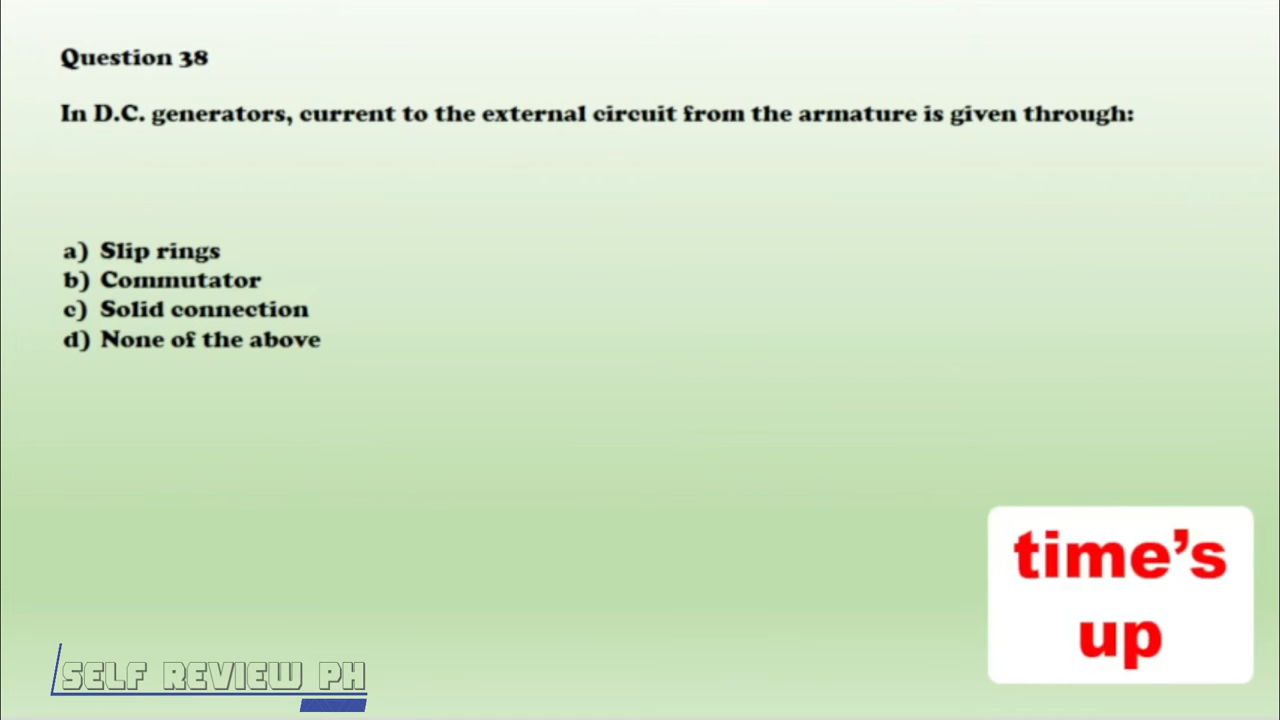 Question 38
In D.C. generators, current to the external circuit from the armature is given through:
a) Slip rings
b) Commutator
c) Solid connection
d) None of the above
time’s
up
SELF REVIEW PH